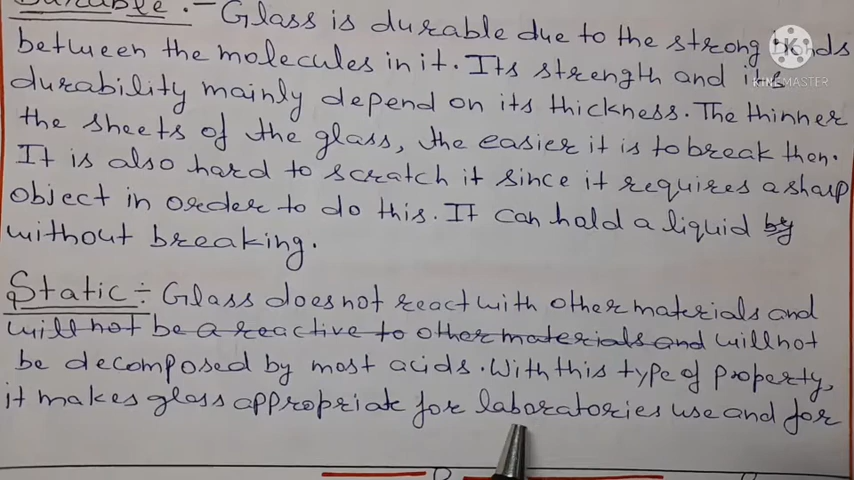 Durable :- Glass is durable due to the strong bonds
between the molecules in it. Its strength and its
durability mainly depend on its thickness. The thinner
the sheets of the glass, the easier it is to break then.
It is also hard to scratch it since it requires a sharp
object in order to do this. It can hold a liquid by
without breaking.
Static :- Glass does not react with other materials and
will not be a reactive to other materials and will not
be decomposed by most acids. With this type of property,
it makes glass appropriate for laboratories use and for
KINEMASTER